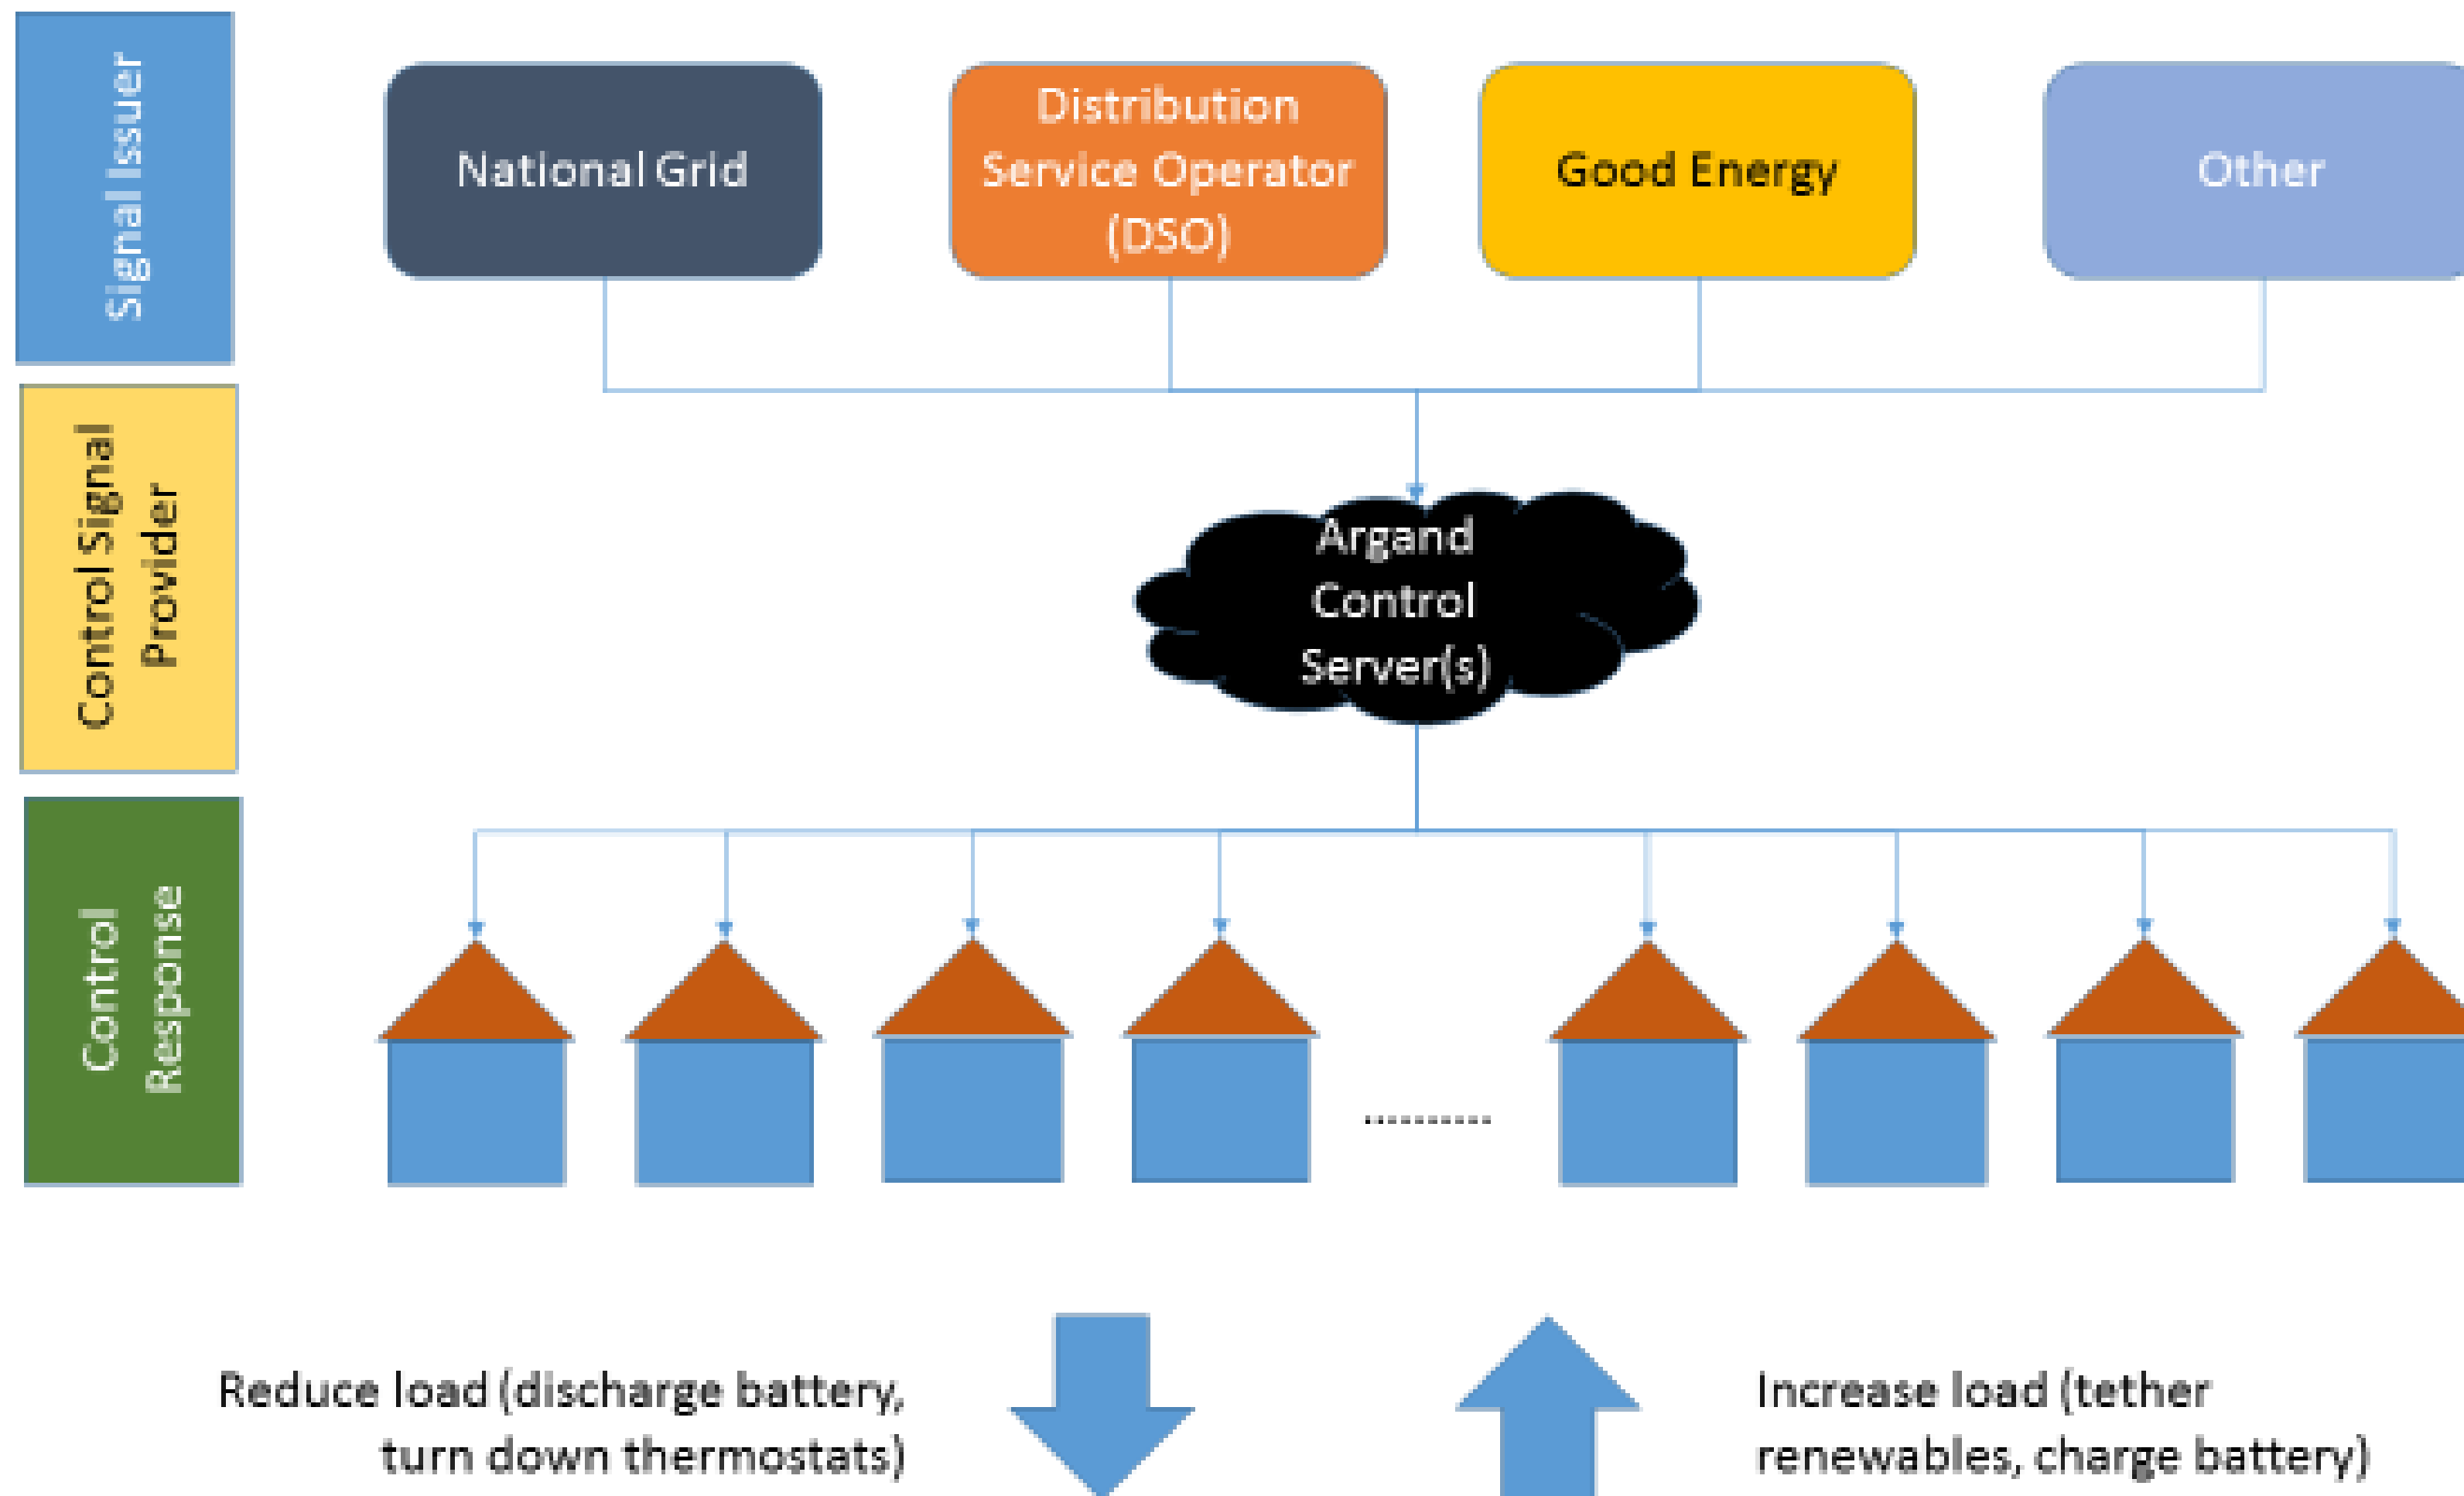 Signal Issuer
National Grid
Distribution
Service Operator
(DSO)
Good Energy
Other
Control Signal
Provider
Argand
Control
Server(s)
Control
Response
..........
Reduce load (discharge battery,
turn down thermostats)
Increase load (tether
renewables, charge battery)